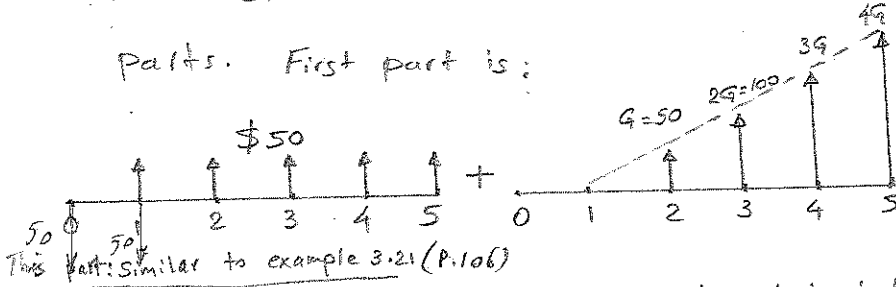 parts. First part is:
4G
3G
2G=100
G=50
$50
+
2 3 4 5
0 1 2 3 4 5
50
50
This part: Similar to example 3.21 (P.106)